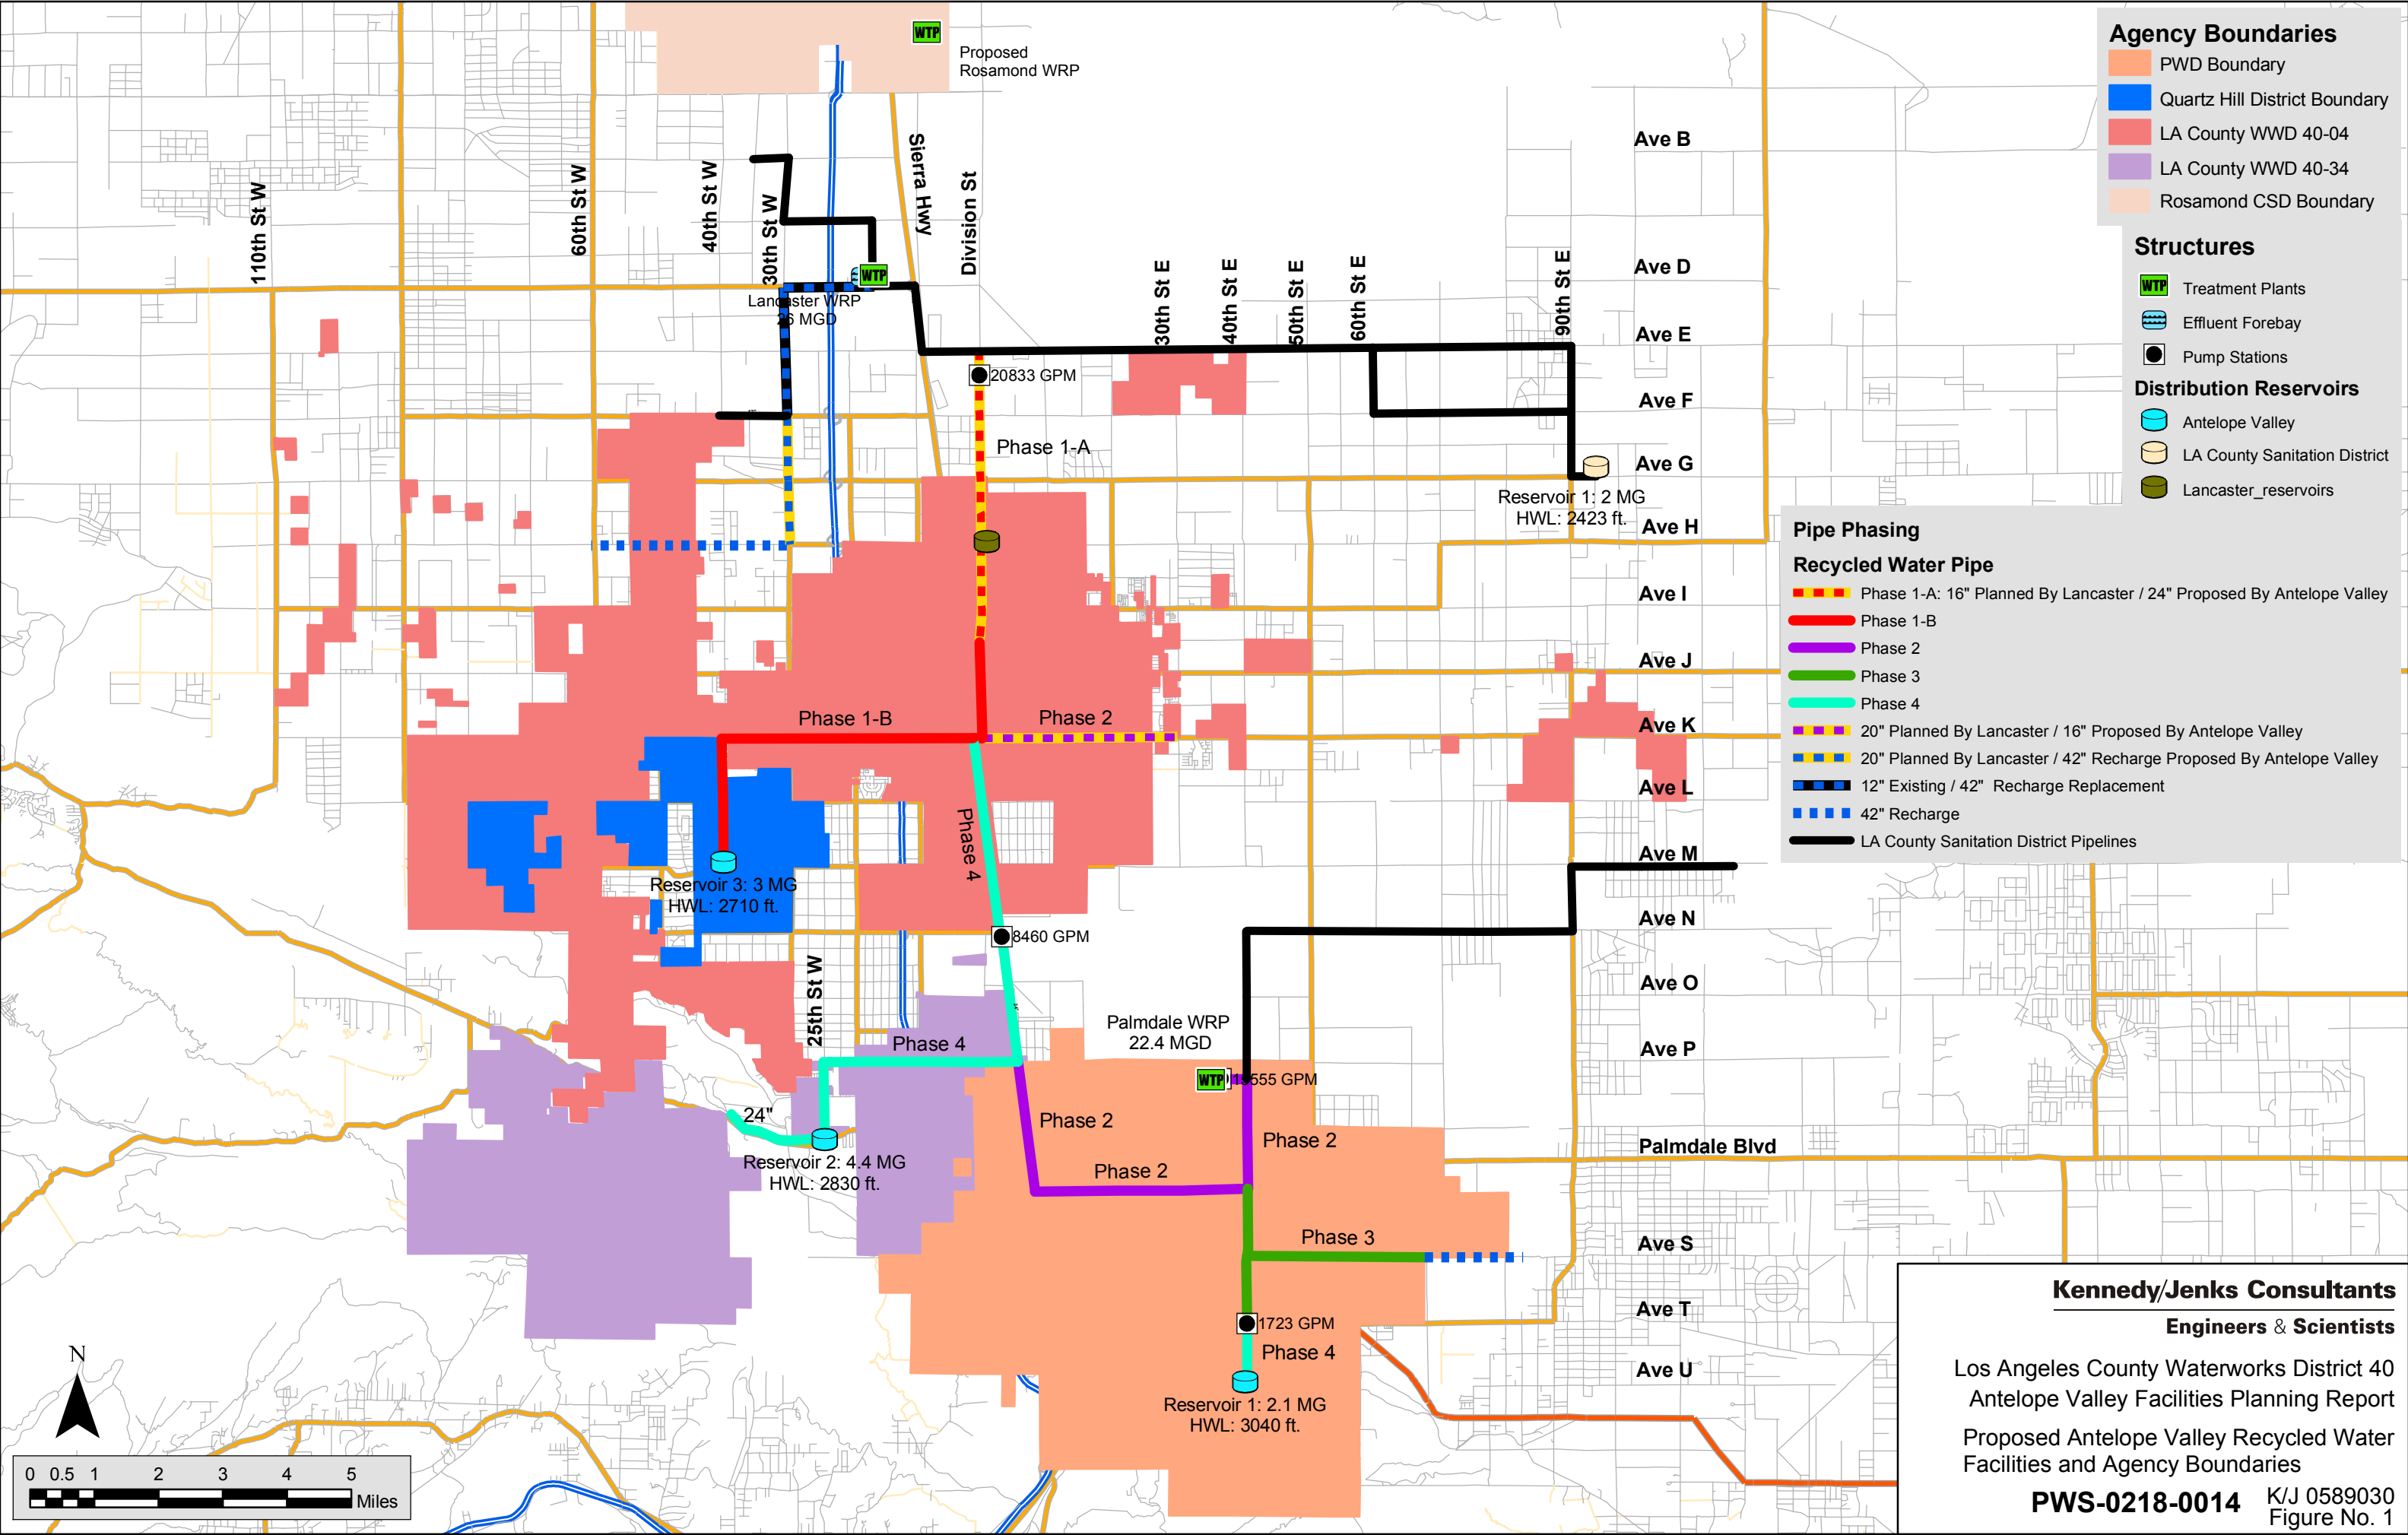 WTP
Proposed
Rosamond WRP
Agency Boundaries
PWD Boundary
Quartz Hill District Boundary
LA County WWD 40-04
LA County WWD 40-34
Rosamond CSD Boundary
Structures
WTP Treatment Plants
Effluent Forebay
Pump Stations
Distribution Reservoirs
Antelope Valley
LA County Sanitation District
Lancaster_reservoirs
Pipe Phasing
Recycled Water Pipe
Phase 1-A: 16" Planned By Lancaster / 24" Proposed By Antelope Valley
Phase 1-B
Phase 2
Phase 3
Phase 4
20" Planned By Lancaster / 16" Proposed By Antelope Valley
20" Planned By Lancaster / 42" Recharge Proposed By Antelope Valley
12" Existing / 42" Recharge Replacement
42" Recharge
LA County Sanitation District Pipelines
110th St W
60th St W
40th St W
30th St W
Sierra Hwy
Division St
30th St E
40th St E
50th St E
60th St E
90th St E
Ave B
Ave D
Ave E
Ave F
Ave G
Ave H
Ave I
Ave J
Ave K
Ave L
Ave M
Ave N
Ave O
Ave P
Palmdale Blvd
Ave S
Ave T
Ave U
WTP
Lancaster WRP
26 MGD
20833 GPM
Phase 1-A
Reservoir 1: 2 MG
HWL: 2423 ft.
Phase 1-B
Phase 2
Phase 4
Reservoir 3: 3 MG
HWL: 2710 ft.
8460 GPM
25th St W
Phase 4
Palmdale WRP
22.4 MGD
WTP
555 GPM
24"
Phase 2
Phase 2
Phase 2
Reservoir 2: 4.4 MG
HWL: 2830 ft.
Phase 3
1723 GPM
Phase 4
Reservoir 1: 2.1 MG
HWL: 3040 ft.
N
0 0.5 1 2 3 4 5
Miles
Kennedy/Jenks Consultants
Engineers & Scientists
Los Angeles County Waterworks District 40
Antelope Valley Facilities Planning Report
Proposed Antelope Valley Recycled Water
Facilities and Agency Boundaries
PWS-0218-0014
K/J 0589030
Figure No. 1